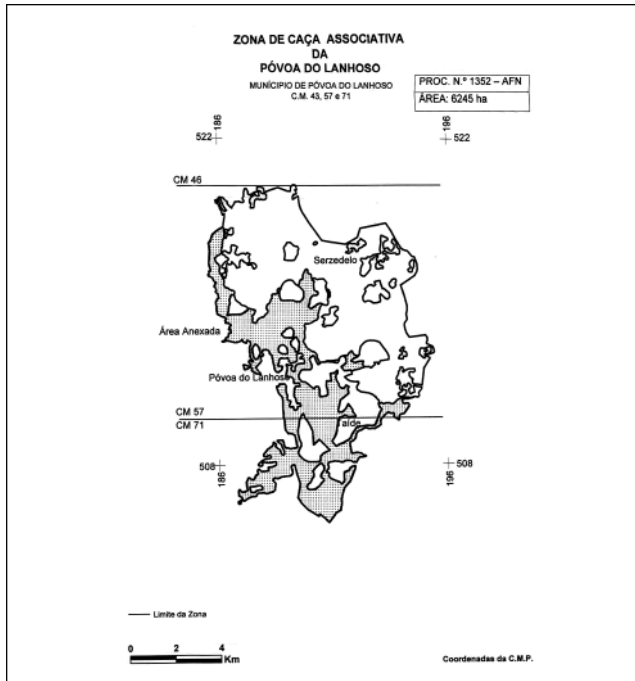 ZONA DE CAÇA ASSOCIATIVA
DA
PÓVOA DO LANHOSO
MUNÍCIPIO DE PÓVOA DO LANHOSO
C.M. 43, 57 e 71
PROC. N.º 1352 – AFN
ÁREA: 6245 ha
186
196
522
522
CM 46
Serzedelo
Área Anexada
Póvoa do Lanhoso
CM 57
CM 71
Taíde
508
508
186
196
Limite da Zona
0 2 4
Km
Coordenadas da C.M.P.